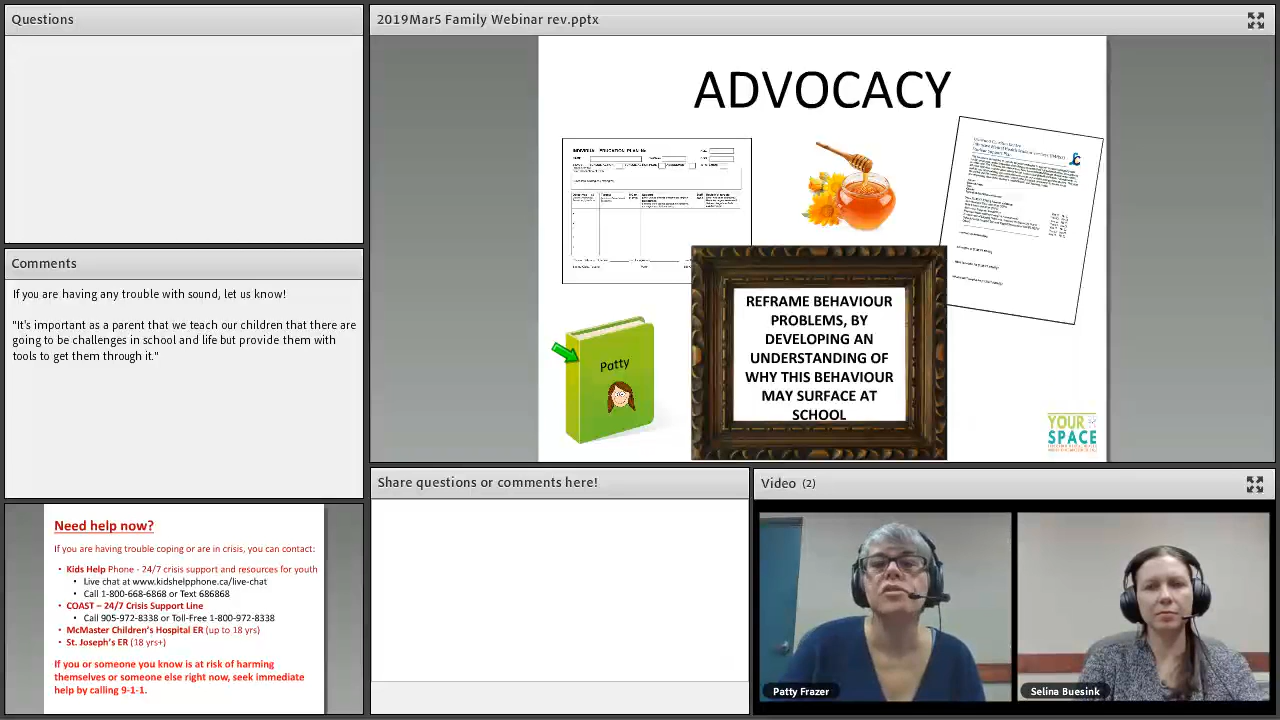 Questions
Comments
If you are having any trouble with sound, let us know!
"It's important as a parent that we teach our children that there are
going to be challenges in school and life but provide them with
tools to get them through it."
Need help now?
If you are having trouble coping or are in crisis, you can contact:
• Kids Help Phone - 24/7 crisis support and resources for youth
• Live chat at www.kidshelpphone.ca/live-chat
• Call 1-800-668-6868 or Text 686868
• COAST – 24/7 Crisis Support Line
• Call 905-972-8338 or Toll-Free 1-800-972-8338
• McMaster Children's Hospital ER (up to 18 yrs)
• St. Joseph's ER (18 yrs+)
If you or someone you know is at risk of harming
themselves or someone else right now, seek immediate
help by calling 9-1-1.
2019Mar5 Family Webinar rev.pptx
ADVOCACY
INDIVIDUAL EDUCATION PLAN
Patty
REFRAME BEHAVIOUR
PROBLEMS, BY
DEVELOPING AN
UNDERSTANDING OF
WHY THIS BEHAVIOUR
MAY SURFACE AT
SCHOOL
YOUR
SPACE
Share questions or comments here!
Video (2)
Patty Frazer
Selina Buesink